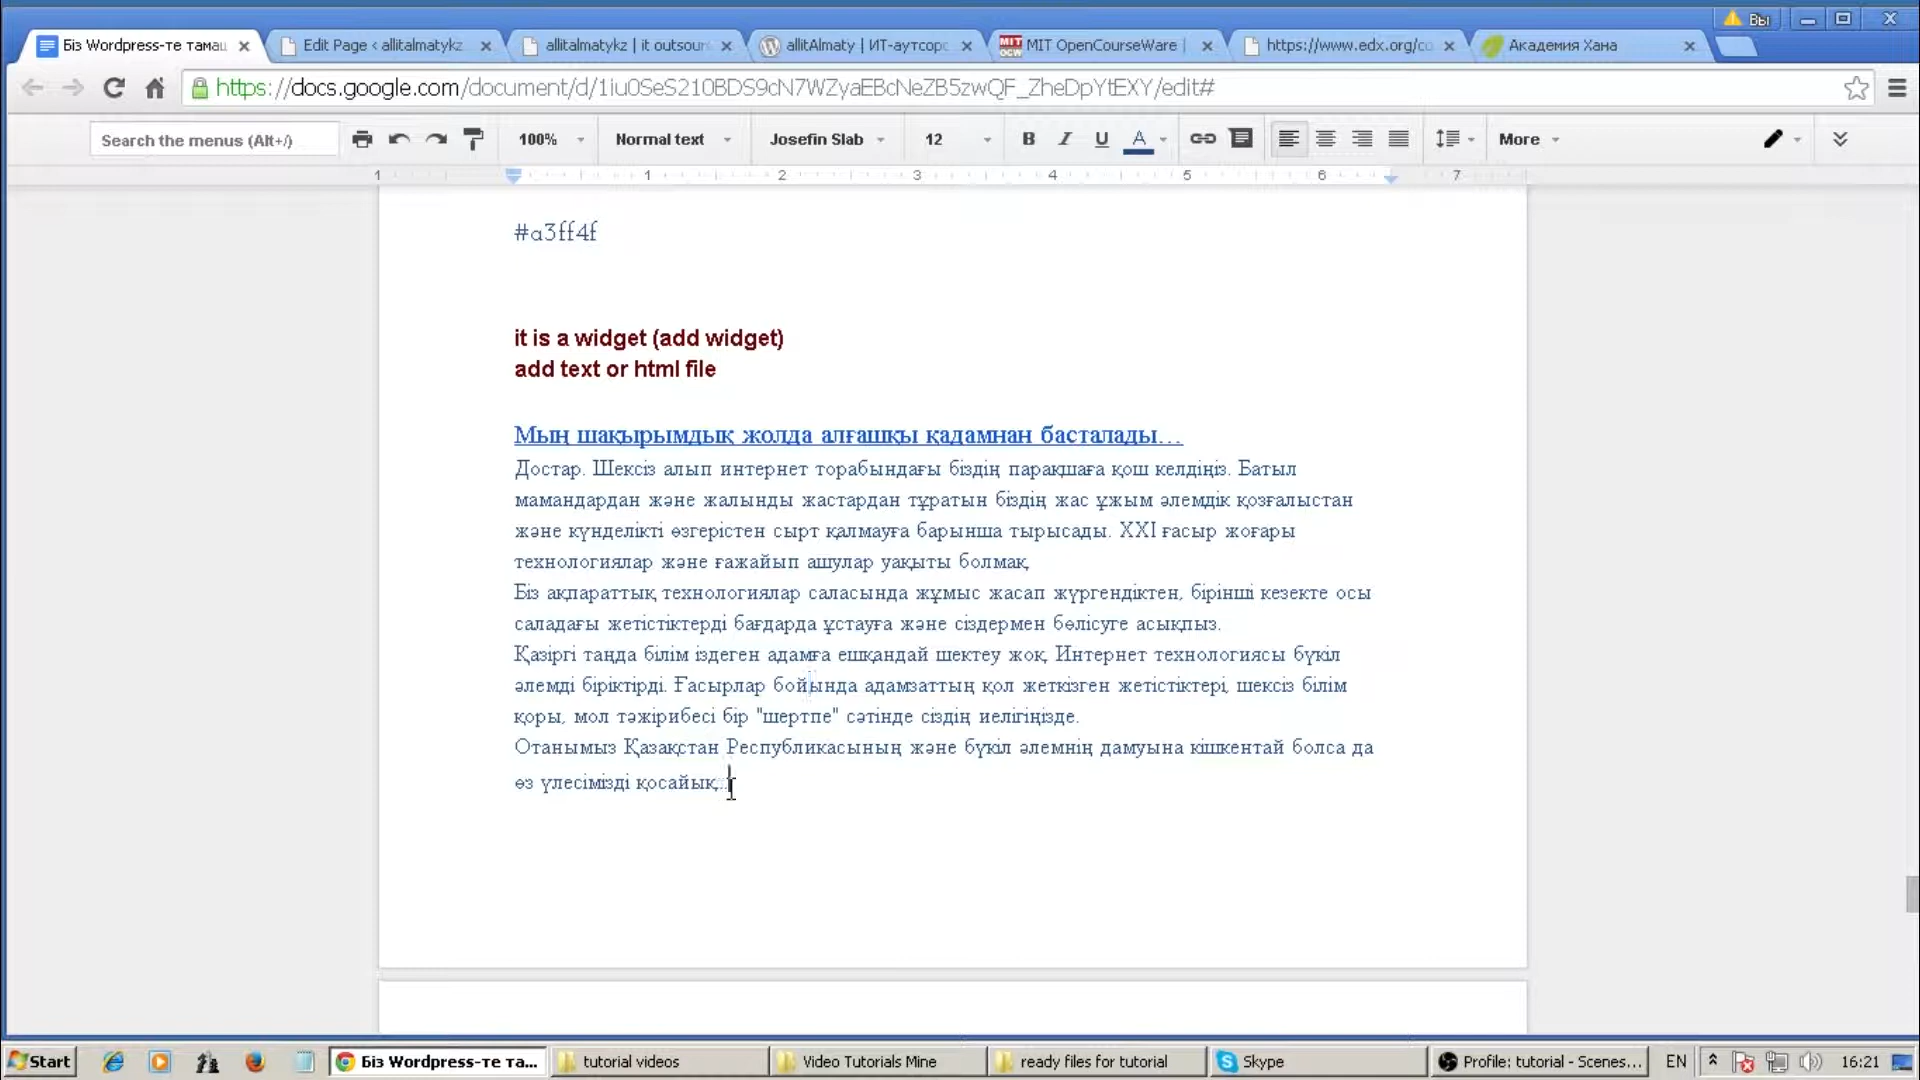 Вы
Біз Wordpress-те тамаш
Edit Page ‹ allitalmatykz
allitalmatykz | it outsour
allitAlmaty | ИТ-аутсорс
MIT OpenCourseWare |
https://www.edx.org/co
Академия Хана
https://docs.google.com/document/d/1iu0SeS210BDS9cN7WZyaEBcNeZB5zwQF_ZheDpYtEXY/edit#
Search the menus (Alt+/)
100%
Normal text
Josefin Slab
12
B I U A
More
1 1 2 3 4 5 6 7
#a3ff4f
it is a widget (add widget)
add text or html file
Мың шақырымдық жолда алғашқы қадамнан басталады...
Достар. Шексіз алып интернет торабындағы біздің парақшаға қош келдіңіз. Батыл
мамандардан және жалынды жастардан тұратын біздің жас ұжым әлемдік қозғалыстан
және күнделікті өзгерістен сырт қалмауға барынша тырысады. XXI ғасыр жоғары
технологиялар және ғажайып ашулар уақыты болмақ.
Біз ақпараттық технологиялар саласында жұмыс жасап жүргендіктен, бірінші кезекте осы
саладағы жетістіктерді бағдарда ұстауға және сіздермен бөлісуге асықпыз.
Қазіргі таңда білім іздеген адамға ешқандай шектеу жоқ. Интернет технологиясы бүкіл
әлемді біріктірді. Ғасырлар бойында адамзаттың қол жеткізген жетістіктері, шексіз білім
қоры, мол тәжірибесі бір "шертпе" сәтінде сіздің иелігіңізде.
Отанымыз Қазақстан Республикасының және бүкіл әлемнің дамуына кішкентай болса да
өз үлесімізді қосайық...
Start
Біз Wordpress-те та...
tutorial videos
Video Tutorials Mine
ready files for tutorial
Skype
Profile: tutorial - Scenes...
EN
16:21